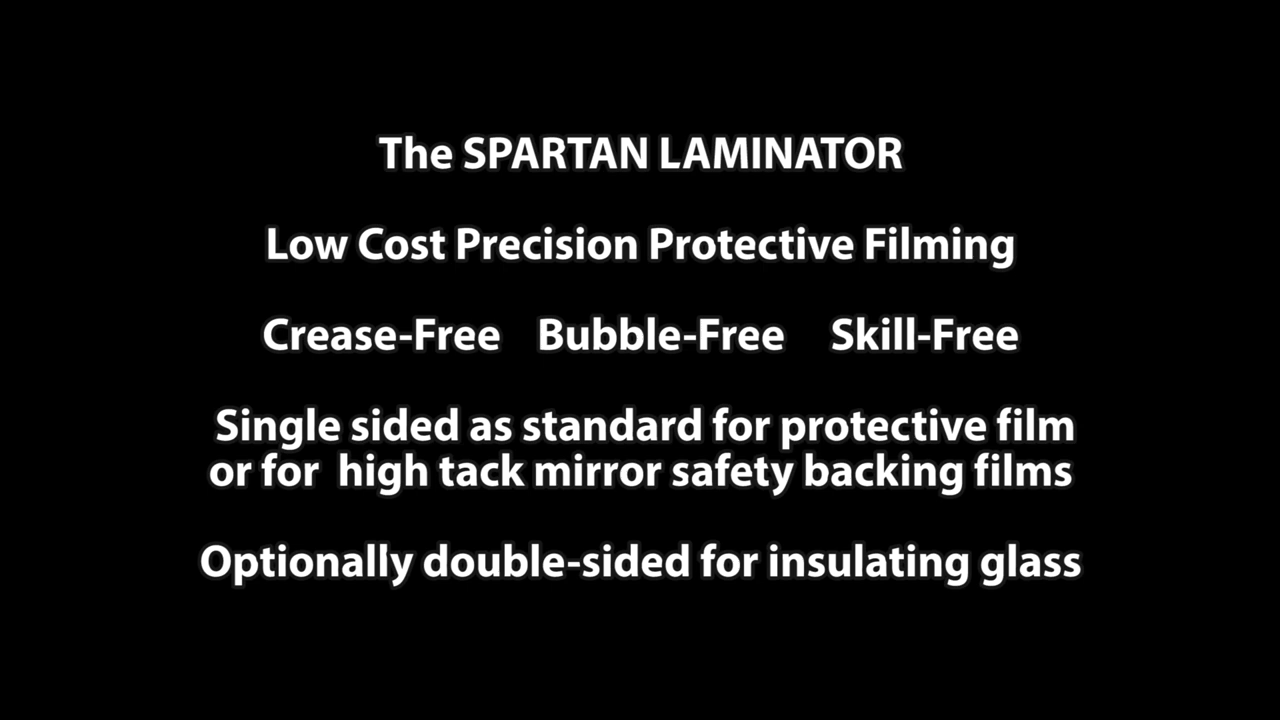 The SPARTAN LAMINATOR
Low Cost Precision Protective Filming
Crease-Free Bubble-Free Skill-Free
Single sided as standard for protective film
or for high tack mirror safety backing films
Optionally double-sided for insulating glass